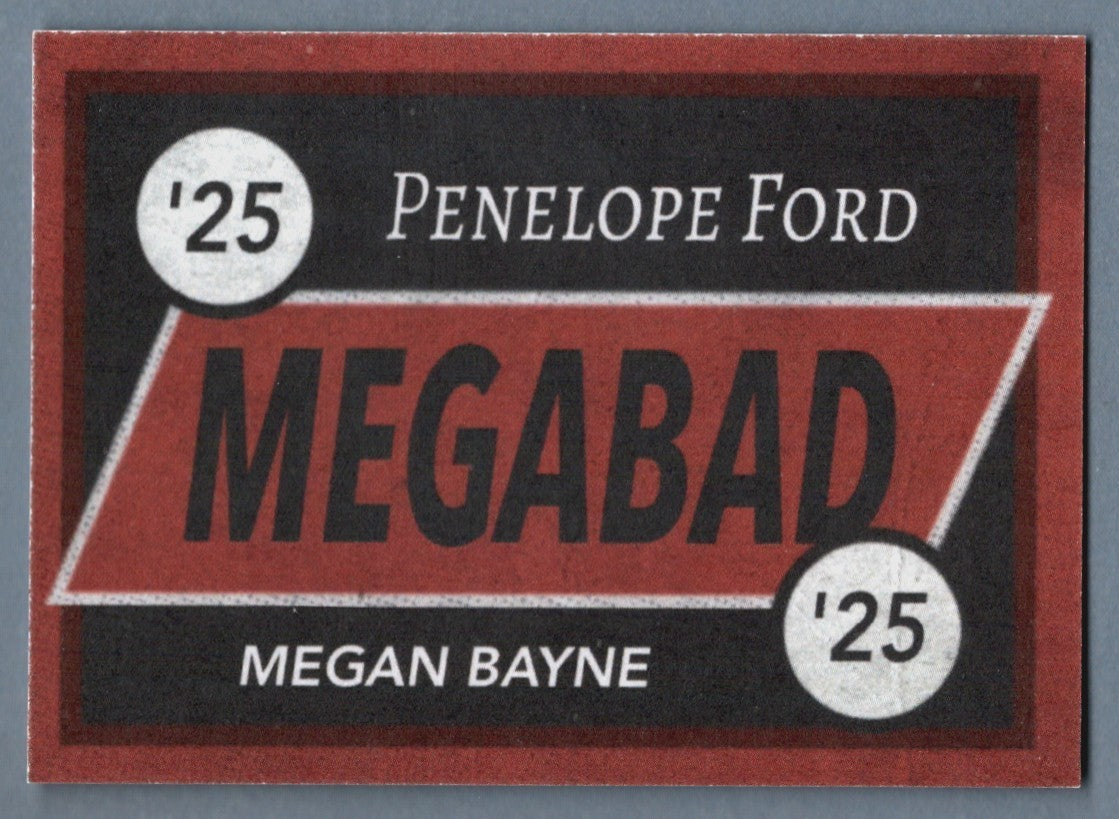 '25
PENELOPE FORD
MEGABAD
'25
MEGAN BAYNE